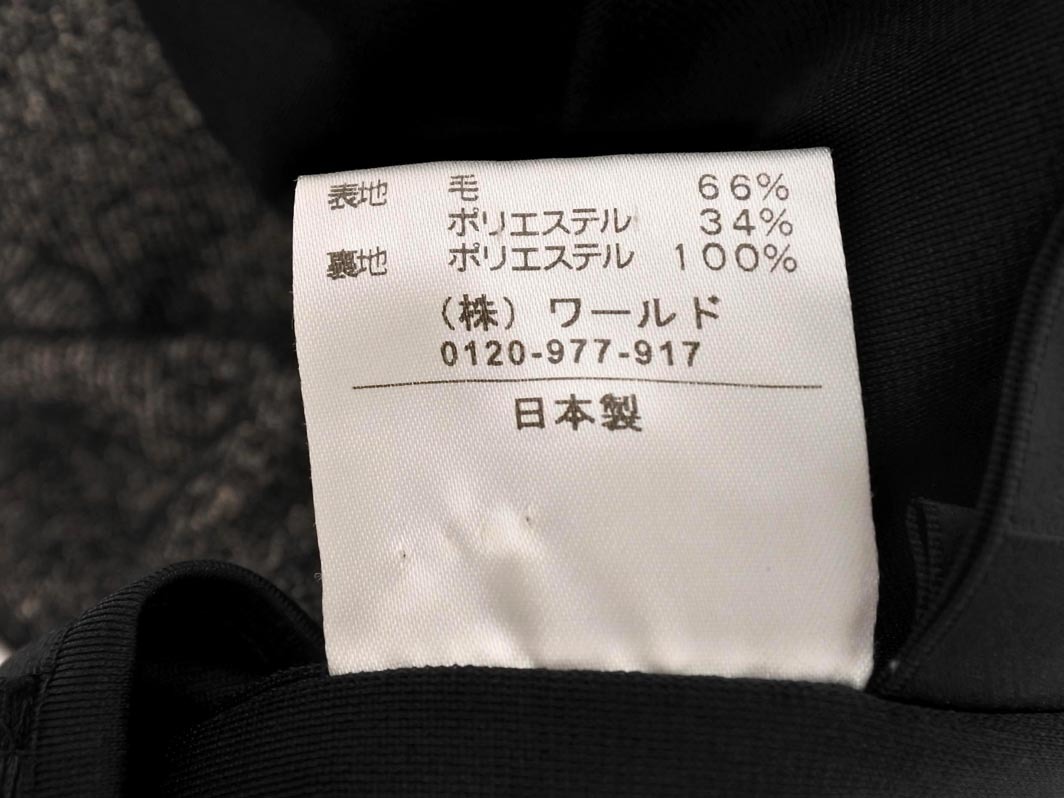 表地 毛 66%
ポリエステル 34%
裏地 ポリエステル 100%
(株) ワールド
0120-977-917
日本製